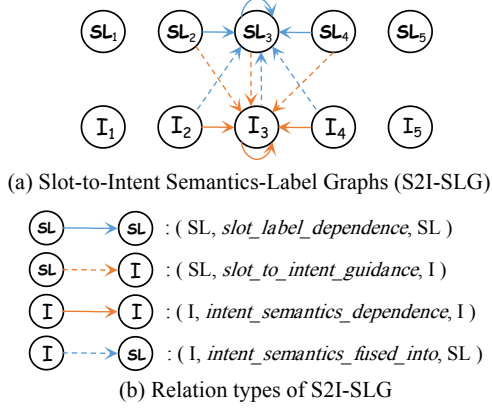 SL1 SL2 SL3 SL4 SL5
I1 I2 I3 I4 I5
(a) Slot-to-Intent Semantics-Label Graphs (S2I-SLG)
SL SL : ( SL, slot_label_dependence, SL )
SL I : ( SL, slot_to_intent_guidance, I )
I I : ( I, intent_semantics_dependence, I )
I SL : ( I, intent_semantics_fused_into, SL )
(b) Relation types of S2I-SLG